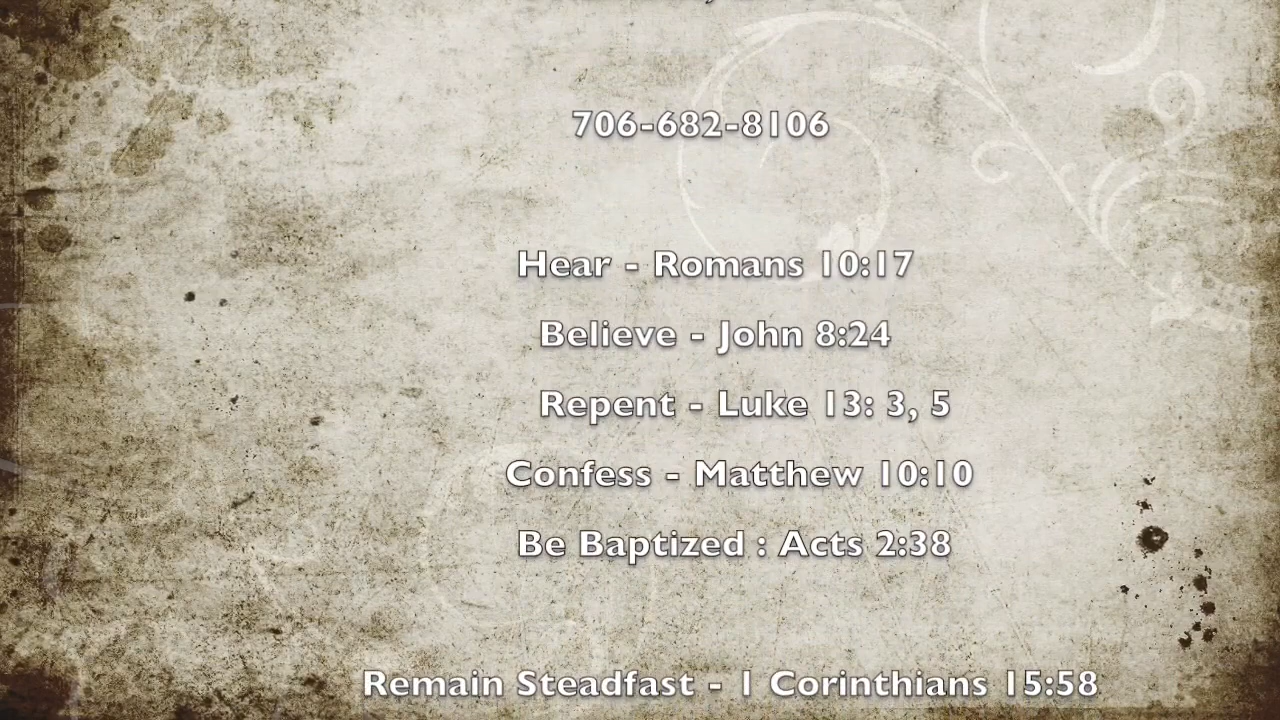 706-682-8106
Hear - Romans 10:17
Believe - John 8:24
Repent - Luke 13: 3, 5
Confess - Matthew 10:10
Be Baptized : Acts 2:38
Remain Steadfast - 1 Corinthians 15:58